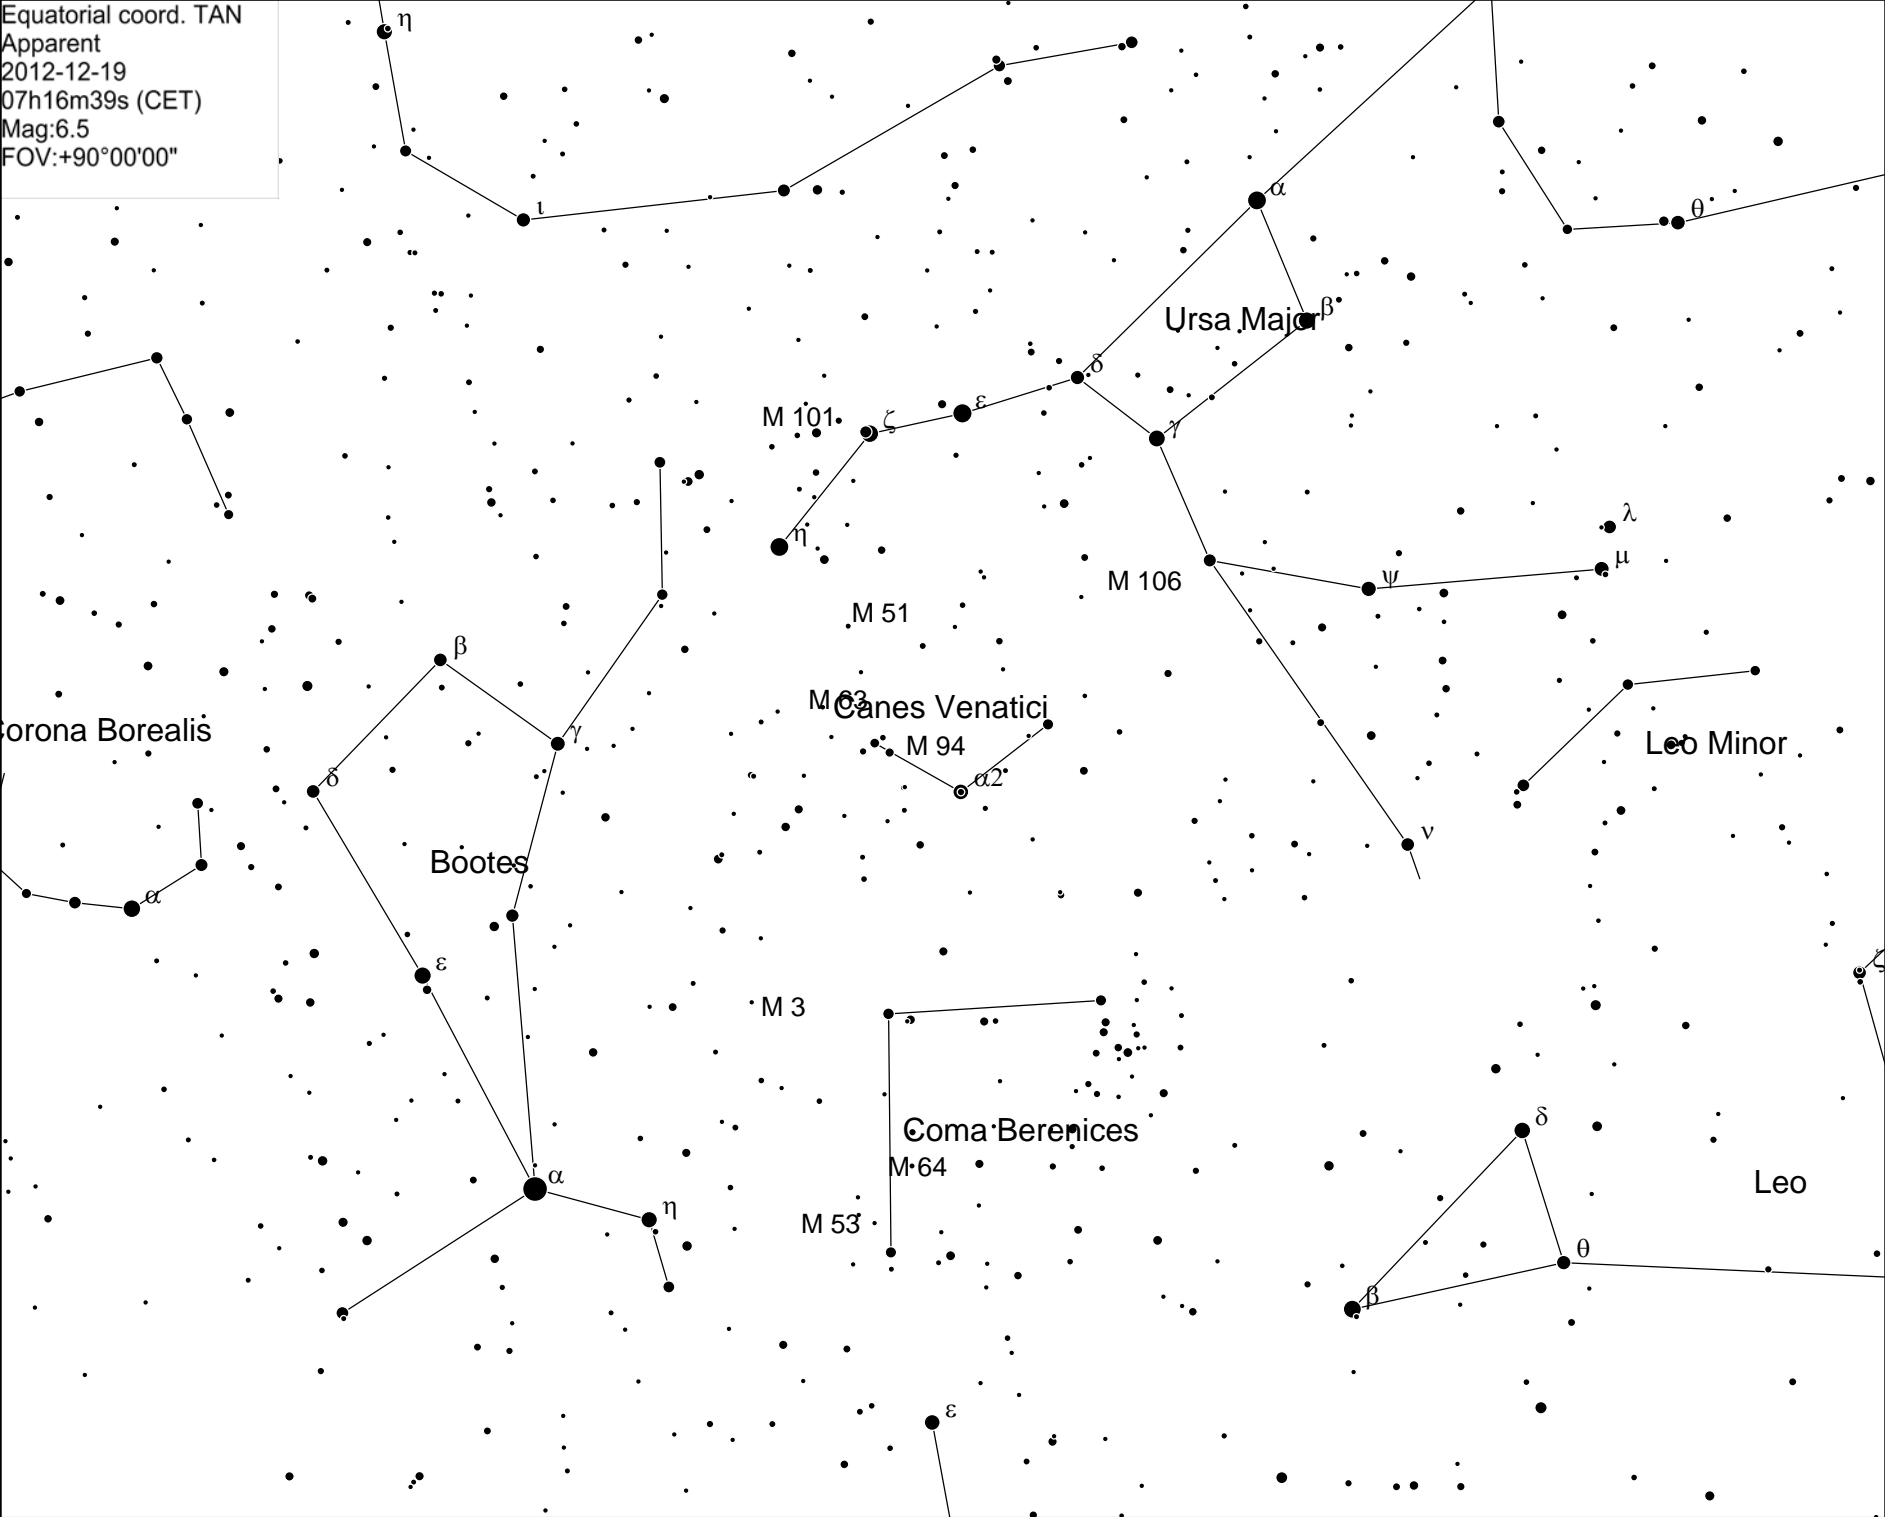 Equatorial coord. TAN
Apparent
2012-12-19
07h16m39s (CET)
Mag:6.5
FOV:+90°00'00"
η
ι
α
θ
Ursa Major
β
δ
M 101
ζ
ε
γ
η
λ
M 106
ψ
μ
M 51
β
M 63
Canes Venatici
Corona Borealis
γ
M 94
Leo Minor
δ
α2
ν
Bootes
α
ε
ζ
M 3
Coma Berenices
δ
M 64
α
Leo
η
M 53
θ
β
ε